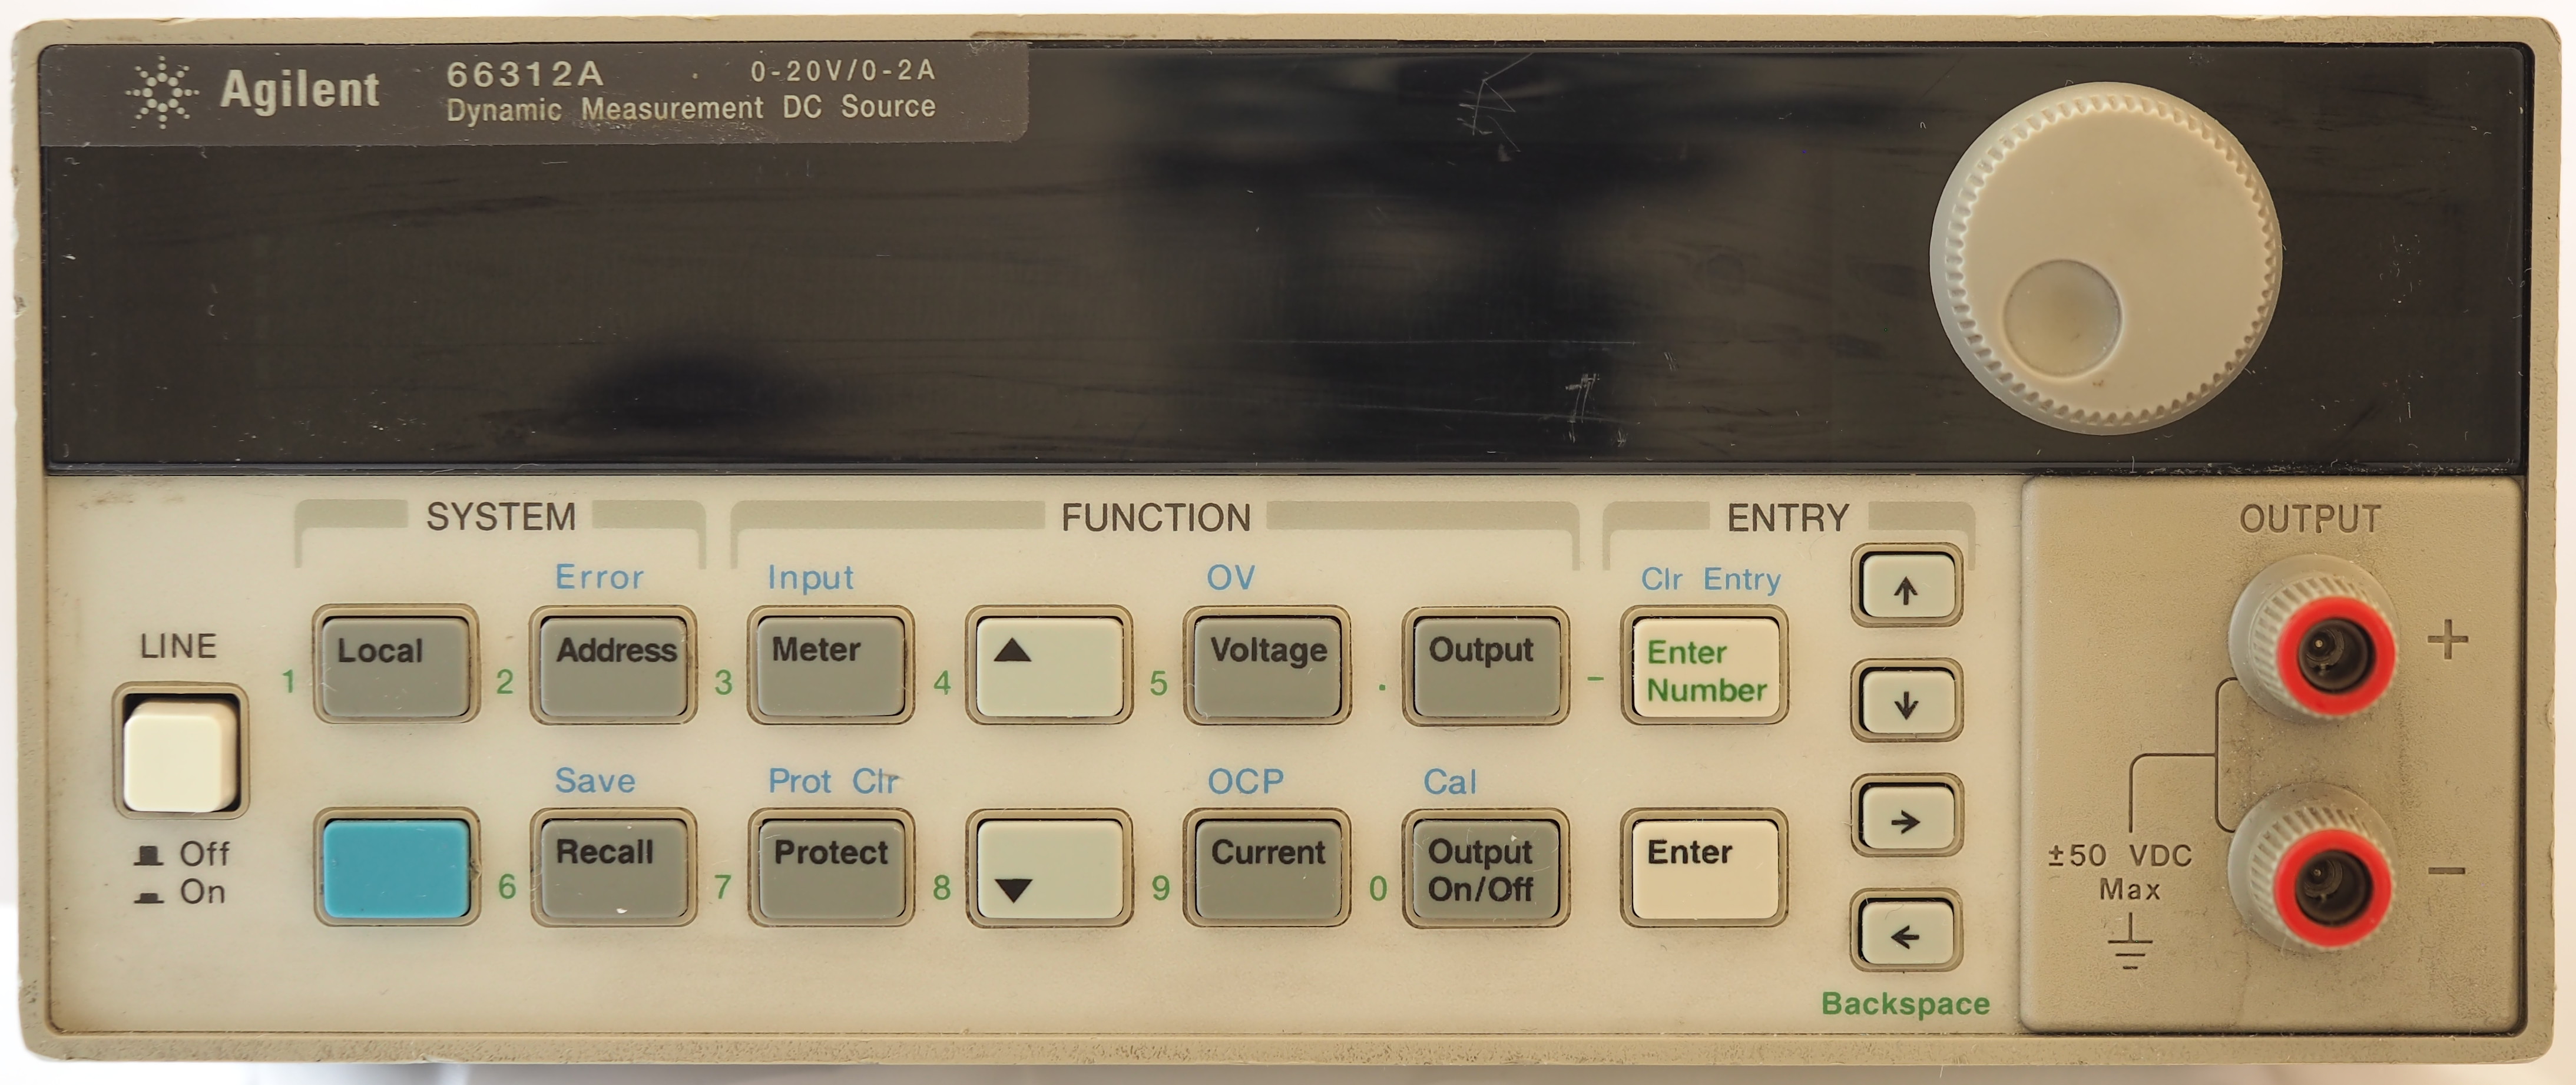 Agilent
66312A 0-20V/0-2A
Dynamic Measurement DC Source
SYSTEM FUNCTION ENTRY OUTPUT
Error Input OV Clr Entry
LINE
1 Local 2 Address 3 Meter 4 ▲ 5 Voltage . Output - Enter Number
↑
↓
+
Save Prot Clr OCP Cal
Off
On
6 Recall 7 Protect 8 ▼ 9 Current 0 Output On/Off Enter
→
←
Backspace
±50 VDC
Max
−